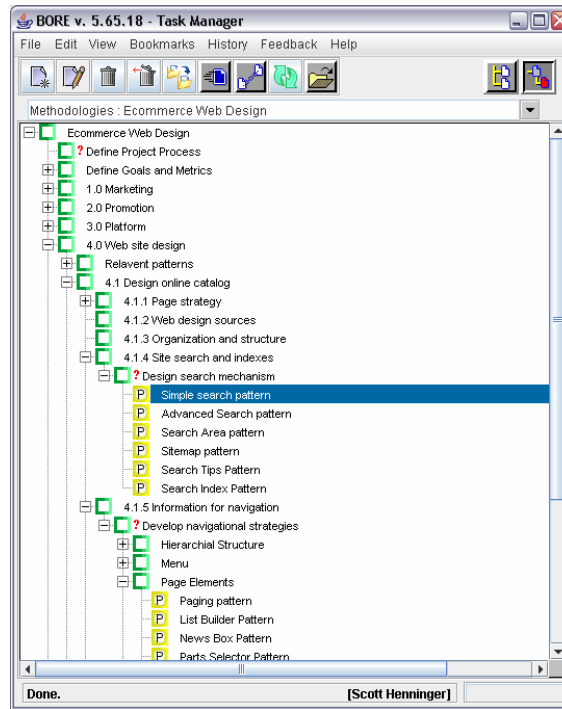 BORE v. 5.65.18 - Task Manager
File Edit View Bookmarks History Feedback Help
Methodologies : Ecommerce Web Design
Ecommerce Web Design
? Define Project Process
Define Goals and Metrics
1.0 Marketing
2.0 Promotion
3.0 Platform
4.0 Web site design
Relavent patterns
4.1 Design online catalog
4.1.1 Page strategy
4.1.2 Web design sources
4.1.3 Organization and structure
4.1.4 Site search and indexes
? Design search mechanism
P Simple search pattern
P Advanced Search pattern
P Search Area pattern
P Sitemap pattern
P Search Tips Pattern
P Search Index Pattern
4.1.5 Information for navigation
? Develop navigational strategies
Hierarchial Structure
Menu
Page Elements
P Paging pattern
P List Builder Pattern
P News Box Pattern
P Parts Selector Pattern
Done. [Scott Henninger]